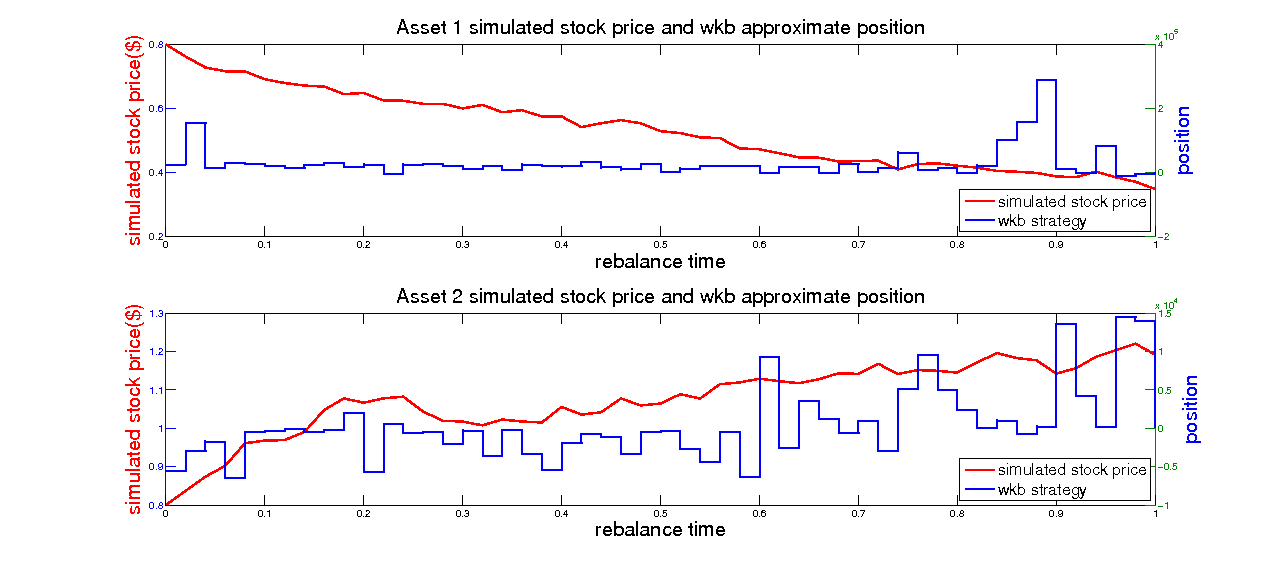 Asset 1 simulated stock price and wkb approximate position
x 10^5
simulated stock price($)
0.8
0.6
0.4
0.2
4
2
0
-2
position
simulated stock price
wkb strategy
0 0.1 0.2 0.3 0.4 0.5 0.6 0.7 0.8 0.9 1
rebalance time
Asset 2 simulated stock price and wkb approximate position
x 10^4
simulated stock price($)
1.3
1.2
1.1
1
0.9
0.8
1.5
1
0.5
0
-0.5
-1
position
simulated stock price
wkb strategy
0 0.1 0.2 0.3 0.4 0.5 0.6 0.7 0.8 0.9 1
rebalance time